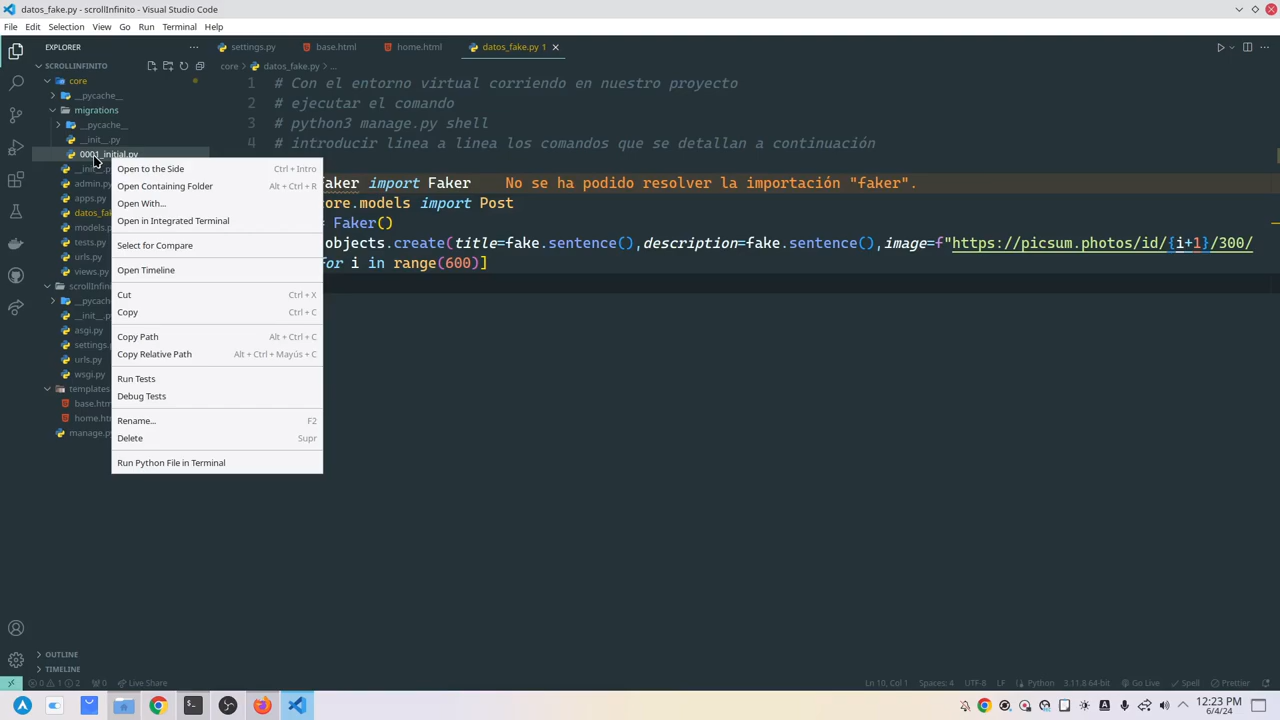 datos_fake.py - scrollInfinito - Visual Studio Code
File Edit Selection View Go Run Terminal Help
EXPLORER
SCROLLINFINITO
core
__pycache__
migrations
__pycache__
__init__.py
0001_initial.py
admin.py
apps.py
models.
tests.py
urls.py
views.py
scrollInfini
__init__.py
asgi.py
settings.
urls.py
wsgi.py
templates
manage.py
OUTLINE
TIMELINE
settings.py
base.html
home.html
datos_fake.py 1
core > datos_fake.py > ...
1 # Con el entorno virtual corriendo en nuestro proyecto
2 # ejecutar el comando
3 # python3 manage.py shell
4 # introducir linea a linea los comandos que se detallan a continuación
faker import Faker No se ha podido resolver la importación "faker".
core.models import Post
= Faker()
objects.create(title=fake.sentence(),description=fake.sentence(),image=f"https://picsum.photos/id/{i+1}/300/
for i in range(600)]
Open to the Side Ctrl + Intro
Open Containing Folder Alt + Ctrl + R
Open With...
Open in Integrated Terminal
Select for Compare
Open Timeline
Cut Ctrl + X
Copy Ctrl + C
Copy Path Alt + Ctrl + C
Copy Relative Path Alt + Ctrl + Mayús + C
Run Tests
Debug Tests
Rename... F2
Delete Supr
Run Python File in Terminal
0 1 2 0 Live Share
Ln 10, Col 1 Spaces: 4 UTF-8 LF Python 3.11.8 64-bit Go Live Spell Prettier
12:23 PM
6/4/24